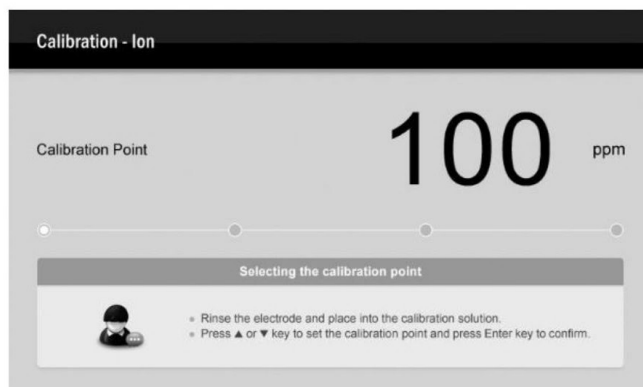 Calibration - Ion
Calibration Point
100
ppm
Selecting the calibration point
Rinse the electrode and place into the calibration solution.
Press ▲ or ▼ key to set the calibration point and press Enter key to confirm.